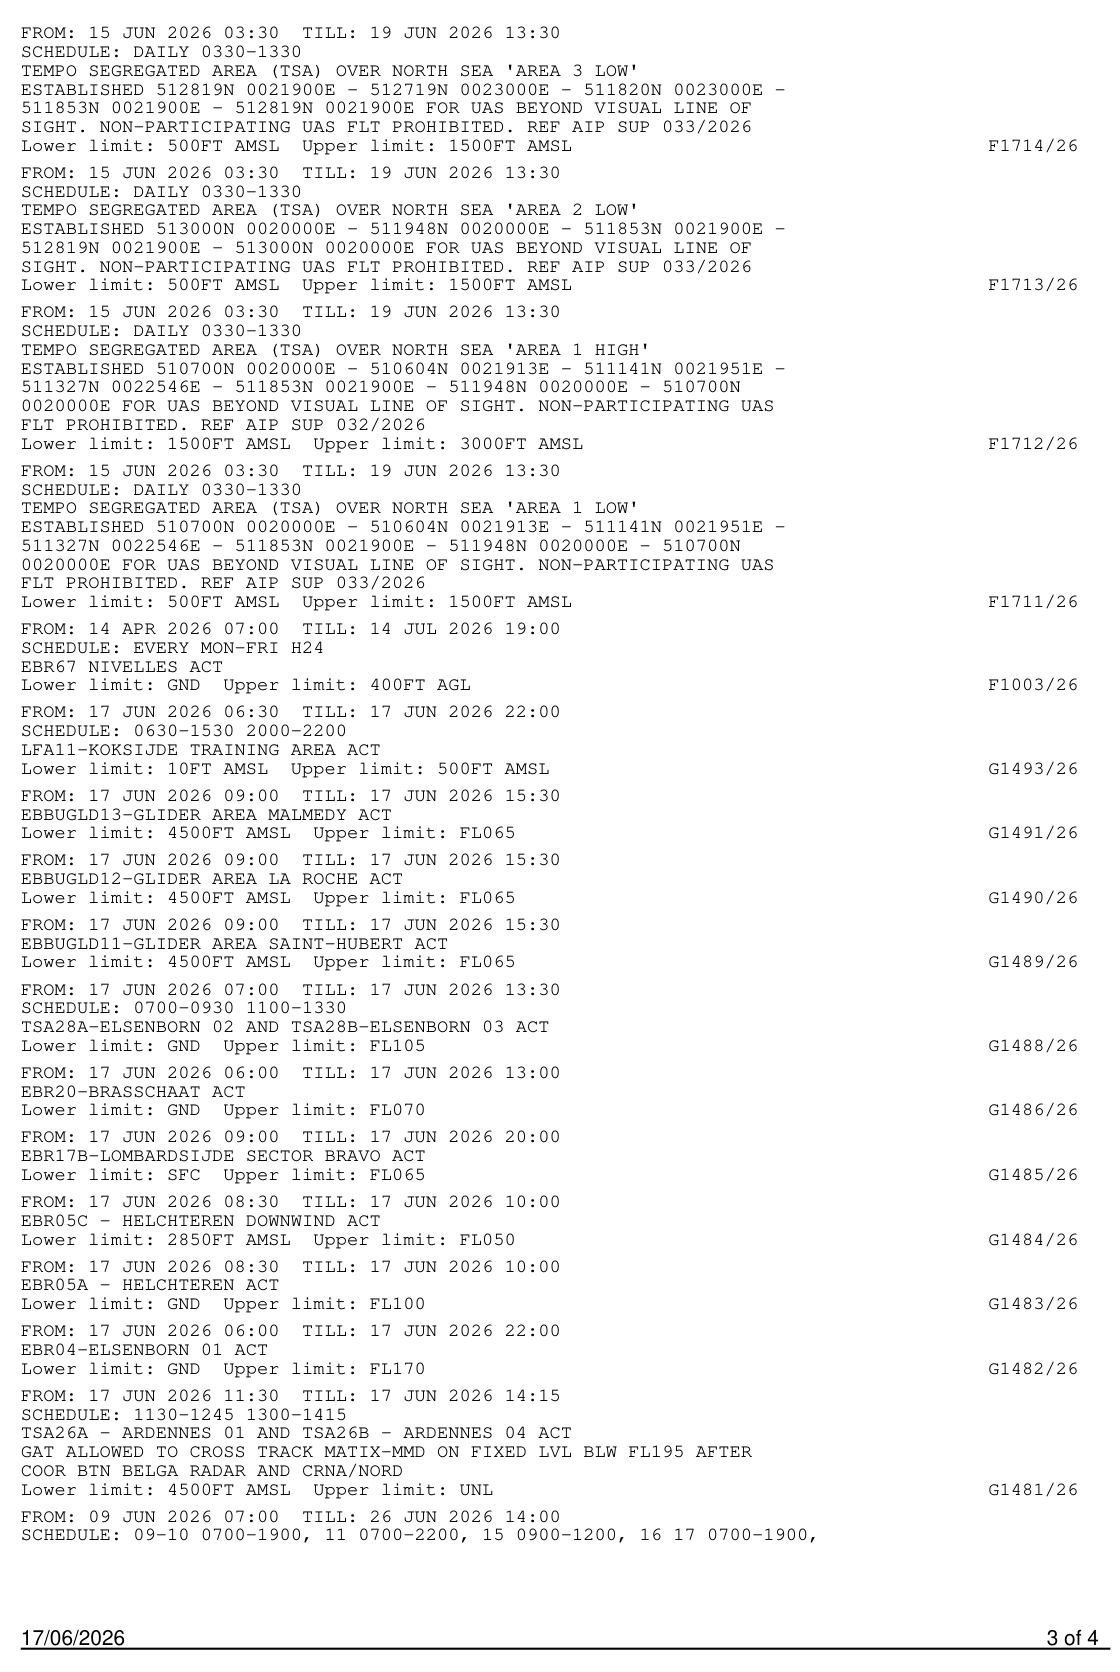 FROM: 15 JUN 2026 03:30  TILL: 19 JUN 2026 13:30
SCHEDULE: DAILY 0330-1330
TEMPO SEGREGATED AREA (TSA) OVER NORTH SEA 'AREA 3 LOW'
ESTABLISHED 512819N 0021900E - 512719N 0023000E - 511820N 0023000E -
511853N 0021900E - 512819N 0021900E FOR UAS BEYOND VISUAL LINE OF
SIGHT. NON-PARTICIPATING UAS FLT PROHIBITED. REF AIP SUP 033/2026
Lower limit: 500FT AMSL  Upper limit: 1500FT AMSL F1714/26
FROM: 15 JUN 2026 03:30  TILL: 19 JUN 2026 13:30
SCHEDULE: DAILY 0330-1330
TEMPO SEGREGATED AREA (TSA) OVER NORTH SEA 'AREA 2 LOW'
ESTABLISHED 513000N 0020000E - 511948N 0020000E - 511853N 0021900E -
512819N 0021900E - 513000N 0020000E FOR UAS BEYOND VISUAL LINE OF
SIGHT. NON-PARTICIPATING UAS FLT PROHIBITED. REF AIP SUP 033/2026
Lower limit: 500FT AMSL  Upper limit: 1500FT AMSL F1713/26
FROM: 15 JUN 2026 03:30  TILL: 19 JUN 2026 13:30
SCHEDULE: DAILY 0330-1330
TEMPO SEGREGATED AREA (TSA) OVER NORTH SEA 'AREA 1 HIGH'
ESTABLISHED 510700N 0020000E - 510604N 0021913E - 511141N 0021951E -
511327N 0022546E - 511853N 0021900E - 511948N 0020000E - 510700N
0020000E FOR UAS BEYOND VISUAL LINE OF SIGHT. NON-PARTICIPATING UAS
FLT PROHIBITED. REF AIP SUP 032/2026
Lower limit: 1500FT AMSL  Upper limit: 3000FT AMSL F1712/26
FROM: 15 JUN 2026 03:30  TILL: 19 JUN 2026 13:30
SCHEDULE: DAILY 0330-1330
TEMPO SEGREGATED AREA (TSA) OVER NORTH SEA 'AREA 1 LOW'
ESTABLISHED 510700N 0020000E - 510604N 0021913E - 511141N 0021951E -
511327N 0022546E - 511853N 0021900E - 511948N 0020000E - 510700N
0020000E FOR UAS BEYOND VISUAL LINE OF SIGHT. NON-PARTICIPATING UAS
FLT PROHIBITED. REF AIP SUP 033/2026
Lower limit: 500FT AMSL  Upper limit: 1500FT AMSL F1711/26
FROM: 14 APR 2026 07:00  TILL: 14 JUL 2026 19:00
SCHEDULE: EVERY MON-FRI H24
EBR67 NIVELLES ACT
Lower limit: GND  Upper limit: 400FT AGL F1003/26
FROM: 17 JUN 2026 06:30  TILL: 17 JUN 2026 22:00
SCHEDULE: 0630-1530 2000-2200
LFA11-KOKSIJDE TRAINING AREA ACT
Lower limit: 10FT AMSL  Upper limit: 500FT AMSL G1493/26
FROM: 17 JUN 2026 09:00  TILL: 17 JUN 2026 15:30
EBBUGLD13-GLIDER AREA MALMEDY ACT
Lower limit: 4500FT AMSL  Upper limit: FL065 G1491/26
FROM: 17 JUN 2026 09:00  TILL: 17 JUN 2026 15:30
EBBUGLD12-GLIDER AREA LA ROCHE ACT
Lower limit: 4500FT AMSL  Upper limit: FL065 G1490/26
FROM: 17 JUN 2026 09:00  TILL: 17 JUN 2026 15:30
EBBUGLD11-GLIDER AREA SAINT-HUBERT ACT
Lower limit: 4500FT AMSL  Upper limit: FL065 G1489/26
FROM: 17 JUN 2026 07:00  TILL: 17 JUN 2026 13:30
SCHEDULE: 0700-0930 1100-1330
TSA28A-ELSENBORN 02 AND TSA28B-ELSENBORN 03 ACT
Lower limit: GND  Upper limit: FL105 G1488/26
FROM: 17 JUN 2026 06:00  TILL: 17 JUN 2026 13:00
EBR20-BRASSCHAAT ACT
Lower limit: GND  Upper limit: FL070 G1486/26
FROM: 17 JUN 2026 09:00  TILL: 17 JUN 2026 20:00
EBR17B-LOMBARDSIJDE SECTOR BRAVO ACT
Lower limit: SFC  Upper limit: FL065 G1485/26
FROM: 17 JUN 2026 08:30  TILL: 17 JUN 2026 10:00
EBR05C - HELCHTEREN DOWNWIND ACT
Lower limit: 2850FT AMSL  Upper limit: FL050 G1484/26
FROM: 17 JUN 2026 08:30  TILL: 17 JUN 2026 10:00
EBR05A - HELCHTEREN ACT
Lower limit: GND  Upper limit: FL100 G1483/26
FROM: 17 JUN 2026 06:00  TILL: 17 JUN 2026 22:00
EBR04-ELSENBORN 01 ACT
Lower limit: GND  Upper limit: FL170 G1482/26
FROM: 17 JUN 2026 11:30  TILL: 17 JUN 2026 14:15
SCHEDULE: 1130-1245 1300-1415
TSA26A - ARDENNES 01 AND TSA26B - ARDENNES 04 ACT
GAT ALLOWED TO CROSS TRACK MATIX-MMD ON FIXED LVL BLW FL195 AFTER
COOR BTN BELGA RADAR AND CRNA/NORD
Lower limit: 4500FT AMSL  Upper limit: UNL G1481/26
FROM: 09 JUN 2026 07:00  TILL: 26 JUN 2026 14:00
SCHEDULE: 09-10 0700-1900, 11 0700-2200, 15 0900-1200, 16 17 0700-1900,
17/06/2026 3 of 4